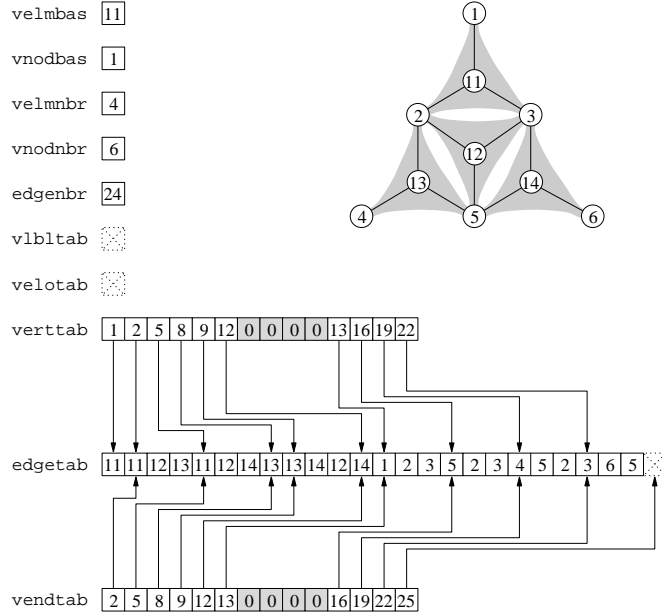 velmbas 11
1
vnodbas 1
11
velmnbr 4
2 3
vnodnbr 6
12
13 14
edgenbr 24
4 5 6
vlbltab
velotab
verttab 1 2 5 8 9 12 0 0 0 0 13 16 19 22
edgetab 11 11 12 13 11 12 14 13 13 14 12 14 1 2 3 5 2 3 4 5 2 3 6 5
vendtab 2 5 8 9 12 13 0 0 0 0 16 19 22 25